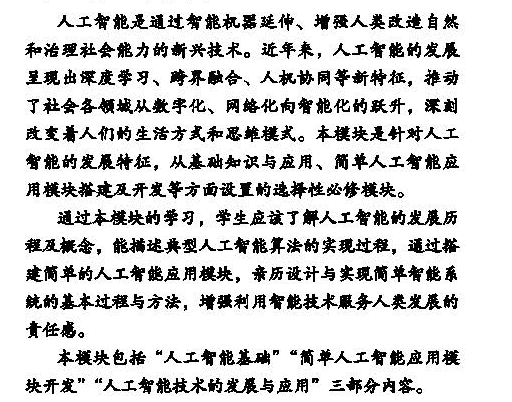 人工智能是通过智能机器延伸、增强人类改造自然
和治理社会能力的新兴技术。近年来，人工智能的发展
呈现出深度学习、跨界融合、人机协同等新特征，推动
了社会各领域从数字化、网络化向智能化的跃升，深刻
改变着人们的生活方式和思维模式。本模块是针对人工
智能的发展特征，从基础知识与应用、简单人工智能应
用模块搭建及开发等方面设置的选择性必修模块。
通过本模块的学习，学生应该了解人工智能的发展历
程及概念，能描述典型人工智能算法的实现过程，通过搭
建简单的人工智能应用模块，亲历设计与实现简单智能系
统的基本过程与方法，增强利用智能技术服务人类发展的
责任感。
本模块包括“人工智能基础”“简单人工智能应用模
块开发”“人工智能技术的发展与应用”三部分内容。